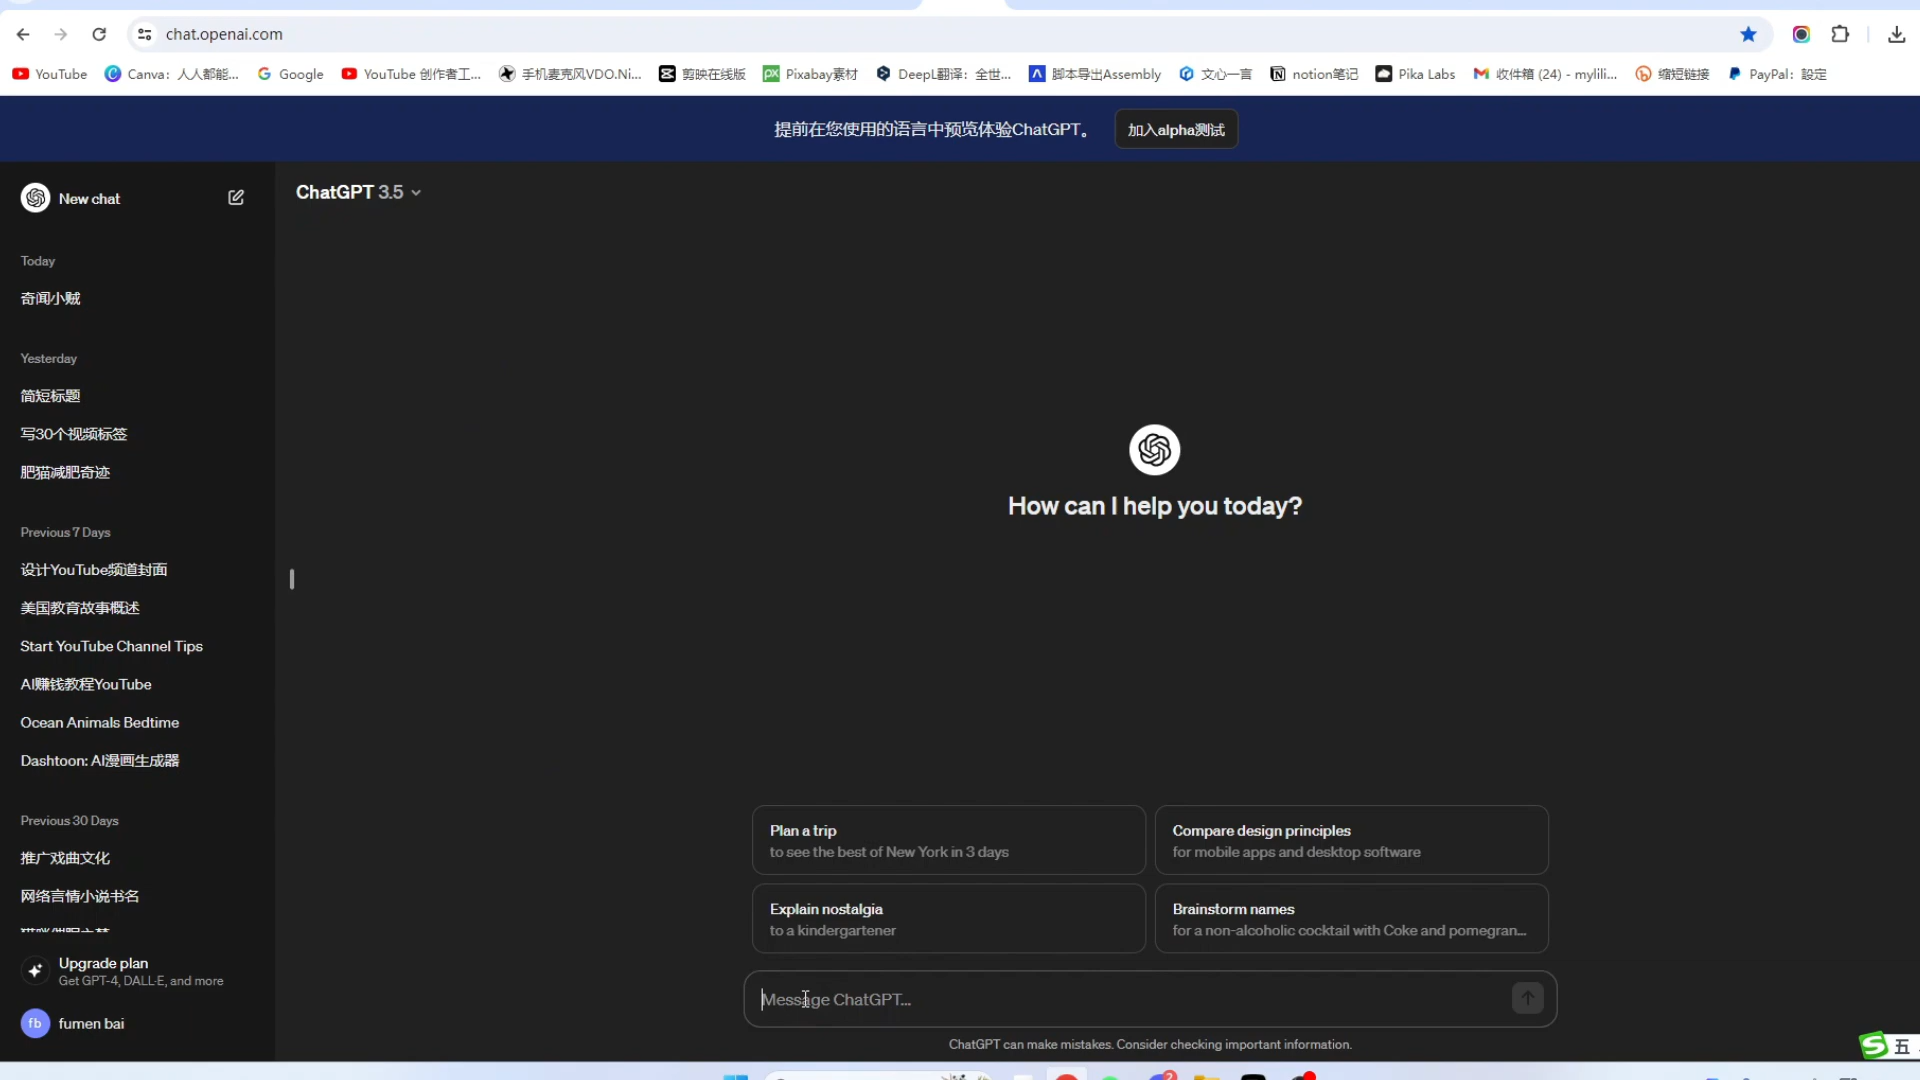 chat.openai.com
YouTube
Canva：人人都能...
Google
YouTube 创作者工...
手机麦克风VDO.Ni...
剪映在线版
Pixabay素材
DeepL翻译：全世...
脚本导出Assembly
文心一言
notion笔记
Pika Labs
收件箱 (24) - mylili...
缩短链接
PayPal：設定
提前在您使用的语言中预览体验ChatGPT。
加入alpha测试
New chat
ChatGPT 3.5
Today
奇闻小贼
Yesterday
简短标题
写30个视频标签
肥猫减肥奇迹
Previous 7 Days
设计YouTube频道封面
美国教育故事概述
Start YouTube Channel Tips
AI赚钱教程YouTube
Ocean Animals Bedtime
Dashtoon: AI漫画生成器
Previous 30 Days
推广戏曲文化
网络言情小说书名
Upgrade plan
Get GPT-4, DALL·E, and more
fb
fumen bai
How can I help you today?
Plan a trip
to see the best of New York in 3 days
Compare design principles
for mobile apps and desktop software
Explain nostalgia
to a kindergartener
Brainstorm names
for a non-alcoholic cocktail with Coke and pomegran...
Message ChatGPT...
ChatGPT can make mistakes. Consider checking important information.
五
2